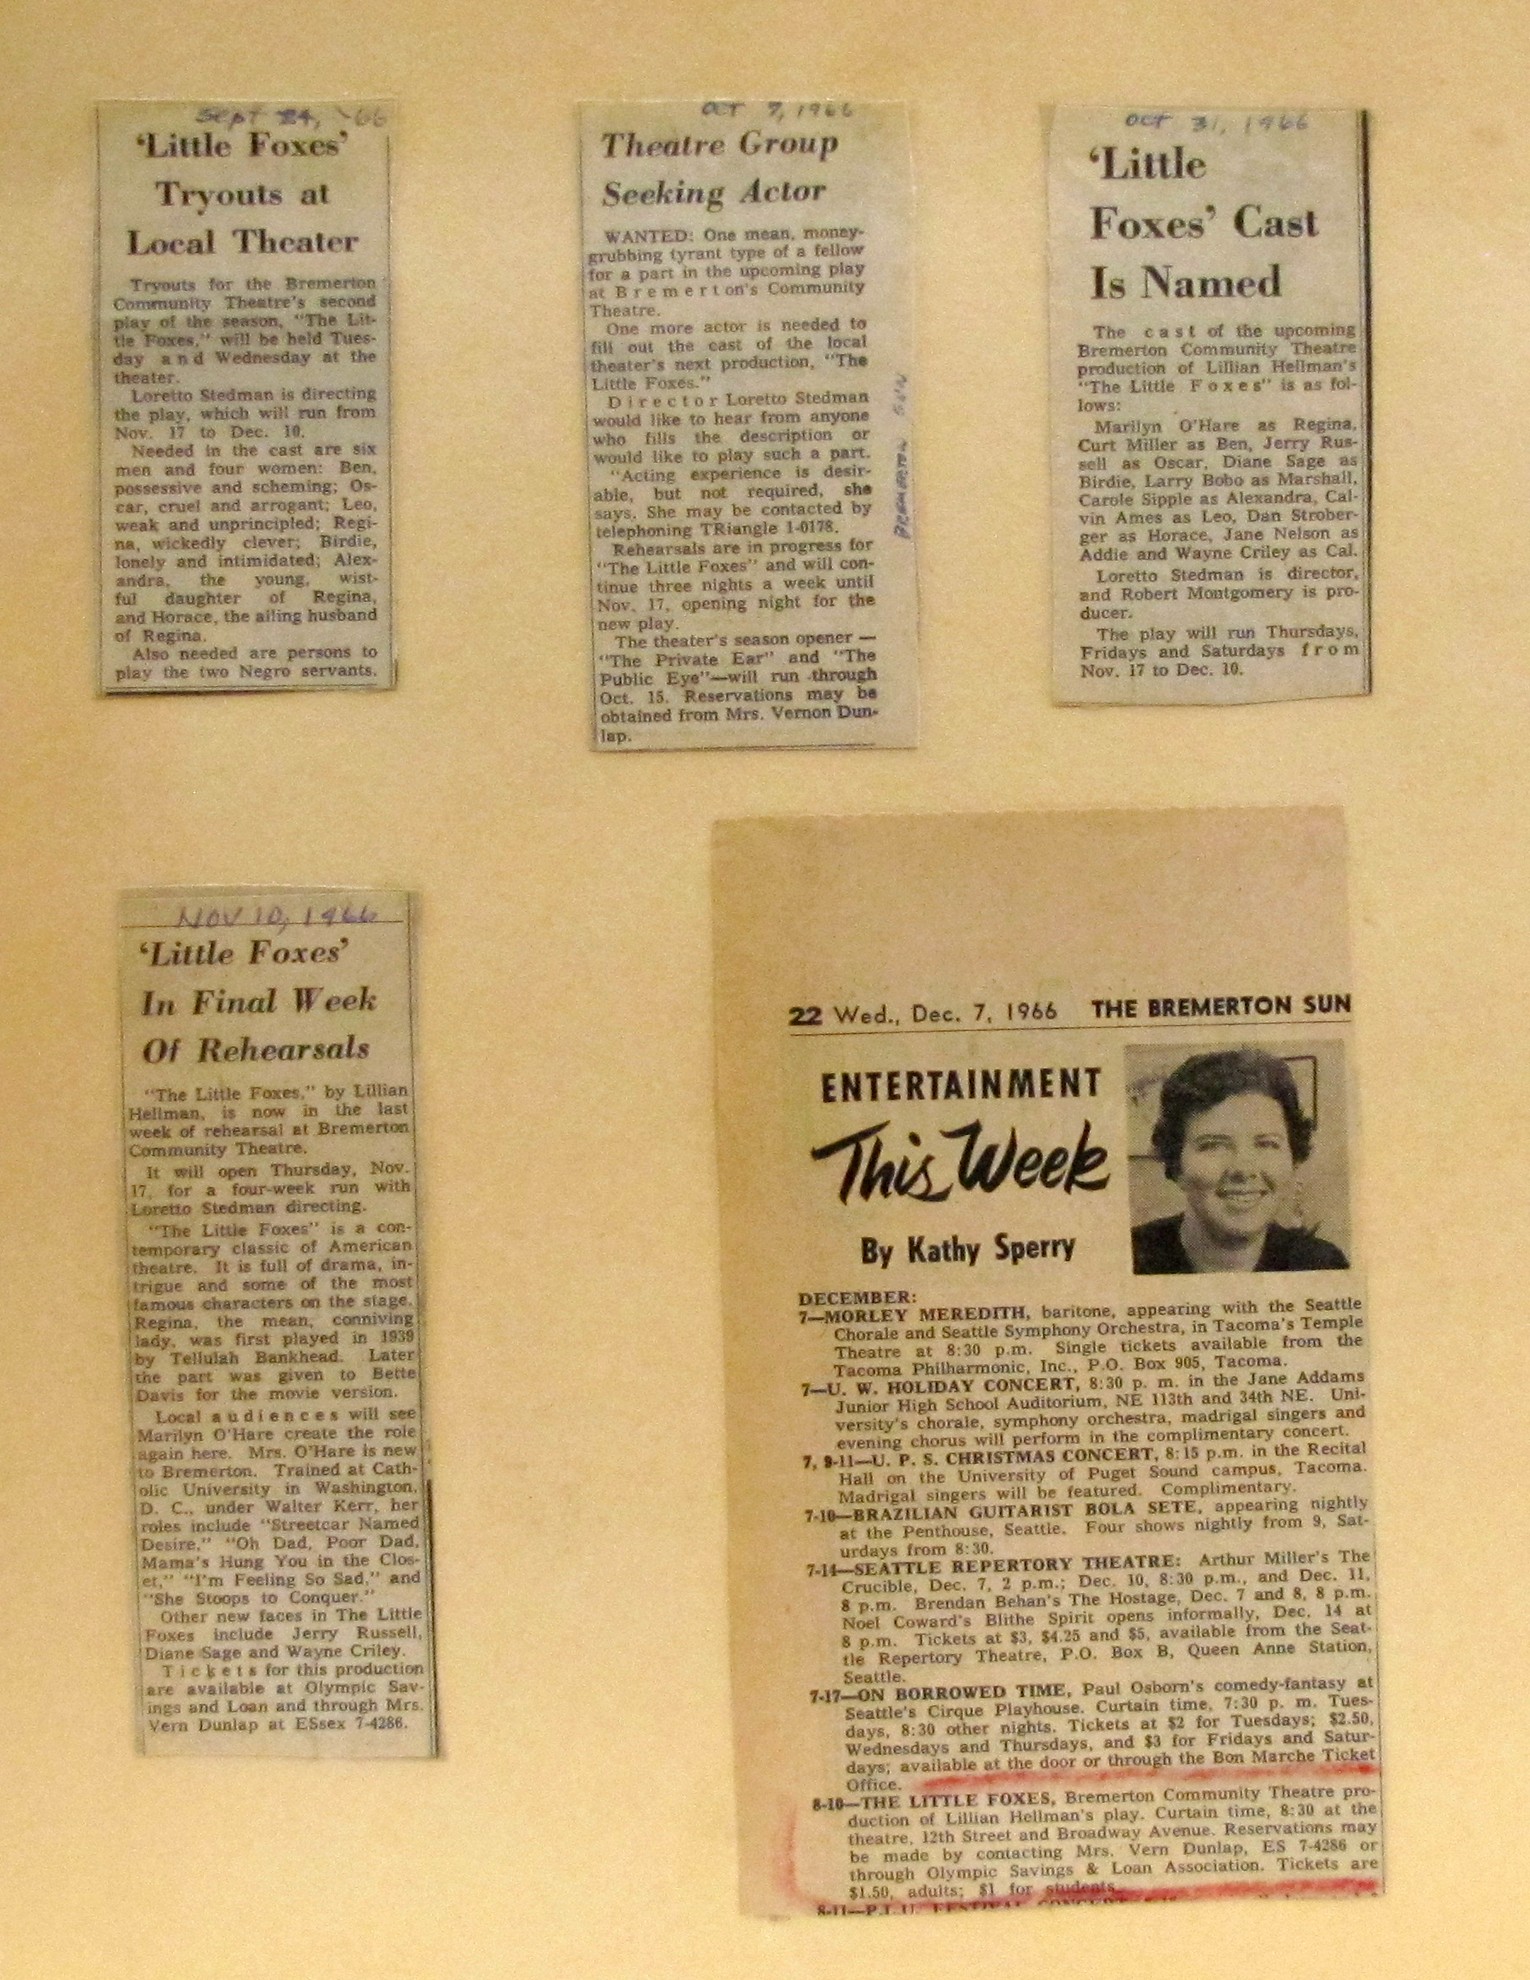 Sept 24, '66
'Little Foxes'
Tryouts at
Local Theater
Tryouts for the Bremerton
Community Theatre's second
play of the season, "The Lit-
tle Foxes," will be held Tues-
day and Wednesday at the
theater.
Loretto Stedman is directing
the play, which will run from
Nov. 17 to Dec. 10.
Needed in the cast are six
men and four women: Ben,
possessive and scheming; Os-
car, cruel and arrogant; Leo,
weak and unprincipled; Regi-
na, wickedly clever; Birdie,
lonely and intimidated; Alex-
andra, the young, wist-
ful daughter of Regina,
and Horace, the ailing husband
of Regina.
Also needed are persons to
play the two Negro servants.
Oct 7, 1966
Theatre Group
Seeking Actor
WANTED: One mean, money-
grubbing tyrant type of a fellow
for a part in the upcoming play
at Bremerton's Community
Theatre.
One more actor is needed to
fill out the cast of the local
theater's next production, "The
Little Foxes."
Director Loretto Stedman
would like to hear from anyone
who fills the description or
would like to play such a part.
"Acting experience is desir-
able, but not required, she
says. She may be contacted by
telephoning TRiangle 1-0178.
Rehearsals are in progress for
"The Little Foxes" and will con-
tinue three nights a week until
Nov. 17, opening night for the
new play.
The theater's season opener —
"The Private Ear" and "The
Public Eye"—will run through
Oct. 15. Reservations may be
obtained from Mrs. Vernon Dun-
lap.
BREMERTON SUN
Oct 31, 1966
'Little
Foxes' Cast
Is Named
The cast of the upcoming
Bremerton Community Theatre
production of Lillian Hellman's
"The Little Foxes" is as fol-
lows:
Marilyn O'Hare as Regina,
Curt Miller as Ben, Jerry Rus-
sell as Oscar, Diane Sage as
Birdie, Larry Bobo as Marshall,
Carole Sipple as Alexandra, Cal-
vin Ames as Leo, Dan Strober-
ger as Horace, Jane Nelson as
Addie and Wayne Criley as Cal.
Loretto Stedman is director,
and Robert Montgomery is pro-
ducer.
The play will run Thursdays,
Fridays and Saturdays from
Nov. 17 to Dec. 10.
NOV 10, 1966
'Little Foxes'
In Final Week
Of Rehearsals
"The Little Foxes," by Lillian
Hellman, is now in the last
week of rehearsal at Bremerton
Community Theatre.
It will open Thursday, Nov.
17, for a four-week run with
Loretto Stedman directing.
"The Little Foxes" is a con-
temporary classic of American
theatre. It is full of drama, in-
trigue and some of the most
famous characters on the stage.
Regina, the mean, conniving
lady, was first played in 1939
by Tellulah Bankhead. Later
the part was given to Bette
Davis for the movie version.
Local audiences will see
Marilyn O'Hare create the role
again here. Mrs. O'Hare is new
to Bremerton. Trained at Cath-
olic University in Washington,
D. C., under Walter Kerr, her
roles include "Streetcar Named
Desire," "Oh Dad, Poor Dad,
Mama's Hung You in the Clos-
et," "I'm Feeling So Sad," and
"She Stoops to Conquer."
Other new faces in The Little
Foxes include Jerry Russell,
Diane Sage and Wayne Criley.
Tickets for this production
are available at Olympic Sav-
ings and Loan and through Mrs.
Vern Dunlap at ESsex 7-4286.
22 Wed., Dec. 7, 1966 THE BREMERTON SUN
ENTERTAINMENT
This Week
By Kathy Sperry
DECEMBER:
7—MORLEY MEREDITH, baritone, appearing with the Seattle
Chorale and Seattle Symphony Orchestra, in Tacoma's Temple
Theatre at 8:30 p.m. Single tickets available from the
Tacoma Philharmonic, Inc., P.O. Box 905, Tacoma.
7—U. W. HOLIDAY CONCERT, 8:30 p. m. in the Jane Addams
Junior High School Auditorium, NE 113th and 34th NE. Uni-
versity's chorale, symphony orchestra, madrigal singers and
evening chorus will perform in the complimentary concert.
7, 9-11—U. P. S. CHRISTMAS CONCERT, 8:15 p.m. in the Recital
Hall on the University of Puget Sound campus, Tacoma.
Madrigal singers will be featured. Complimentary.
7-10—BRAZILIAN GUITARIST BOLA SETE, appearing nightly
at the Penthouse, Seattle. Four shows nightly from 9, Sat-
urdays from 8:30.
7-14—SEATTLE REPERTORY THEATRE: Arthur Miller's The
Crucible, Dec. 7, 2 p.m.; Dec. 10, 8:30 p.m., and Dec. 11,
8 p.m. Brendan Behan's The Hostage, Dec. 7 and 8, 8 p.m.
Noel Coward's Blithe Spirit opens informally, Dec. 14 at
8 p.m. Tickets at $3, $4.25 and $5, available from the Seat-
tle Repertory Theatre, P.O. Box B, Queen Anne Station,
Seattle.
7-17—ON BORROWED TIME, Paul Osborn's comedy-fantasy at
Seattle's Cirque Playhouse. Curtain time, 7:30 p. m. Tues-
days, 8:30 other nights. Tickets at $2 for Tuesdays; $2.50,
Wednesdays and Thursdays, and $3 for Fridays and Satur-
days; available at the door or through the Bon Marche Ticket
Office.
8-10—THE LITTLE FOXES, Bremerton Community Theatre pro-
duction of Lillian Hellman's play. Curtain time, 8:30 at the
theatre, 12th Street and Broadway Avenue. Reservations may
be made by contacting Mrs. Vern Dunlap, ES 7-4286 or
through Olympic Savings & Loan Association. Tickets are
$1.50, adults; $1 for students.
8-11—P.L.U. FESTIVAL CONCERT